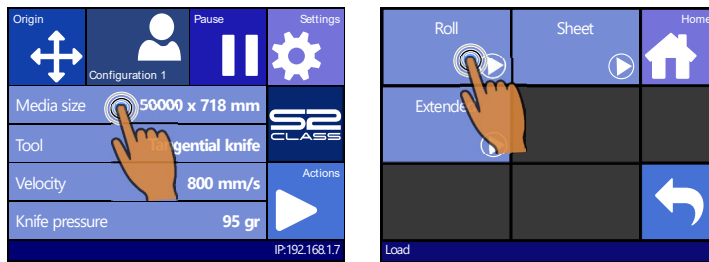 Origin
Configuration 1
Pause
Settings
Media size 50000 x 718 mm
Tool Tangential knife
Velocity 800 mm/s
Knife pressure 95 gr
S2
CLASS
Actions
IP:192.168.1.7
Roll
Sheet
Home
Extended
Load